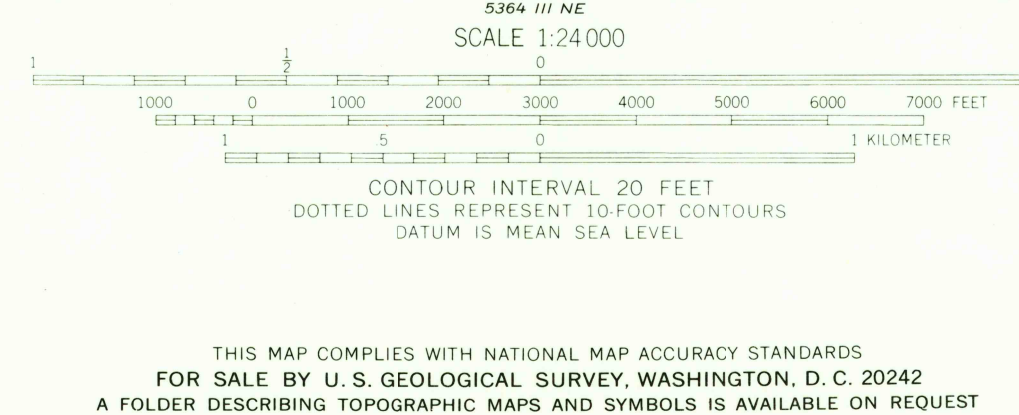 5364 III NE
SCALE 1:24 000
1 1/2 0
1000 0 1000 2000 3000 4000 5000 6000 7000 FEET
1 .5 0 1 KILOMETER
CONTOUR INTERVAL 20 FEET
DOTTED LINES REPRESENT 10-FOOT CONTOURS
DATUM IS MEAN SEA LEVEL
THIS MAP COMPLIES WITH NATIONAL MAP ACCURACY STANDARDS
FOR SALE BY U. S. GEOLOGICAL SURVEY, WASHINGTON, D. C. 20242
A FOLDER DESCRIBING TOPOGRAPHIC MAPS AND SYMBOLS IS AVAILABLE ON REQUEST